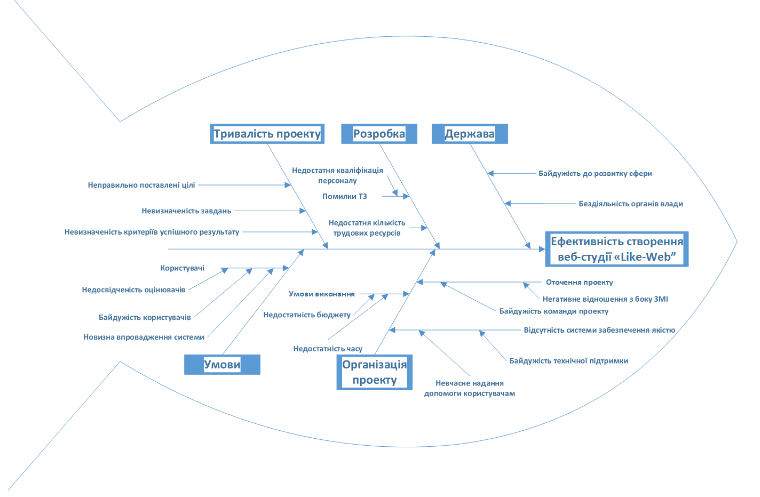 Тривалість проекту
Розробка
Держава
Недостатня кваліфікація
персоналу
Байдужість до розвитку сфери
Неправильно поставлені цілі
Помилки ТЗ
Бездіяльність органів влади
Невизначеність завдань
Недостатня кількість
трудових ресурсів
Невизначеність критеріїв успішного результату
Ефективність створення
веб-студії «Like-Web”
Користувачі
Оточення проекту
Недосвідченість оцінювачів
Умови виконання
Негативне відношення з боку ЗМІ
Байдужість команди проекту
Недостатність бюджету
Байдужість користувачів
Відсутність системи забезпечення якістю
Новизна впровадження системи
Недостатність часу
Байдужість технічної підтримки
Умови
Організація
проекту
Невчасне надання
допомоги користувачам